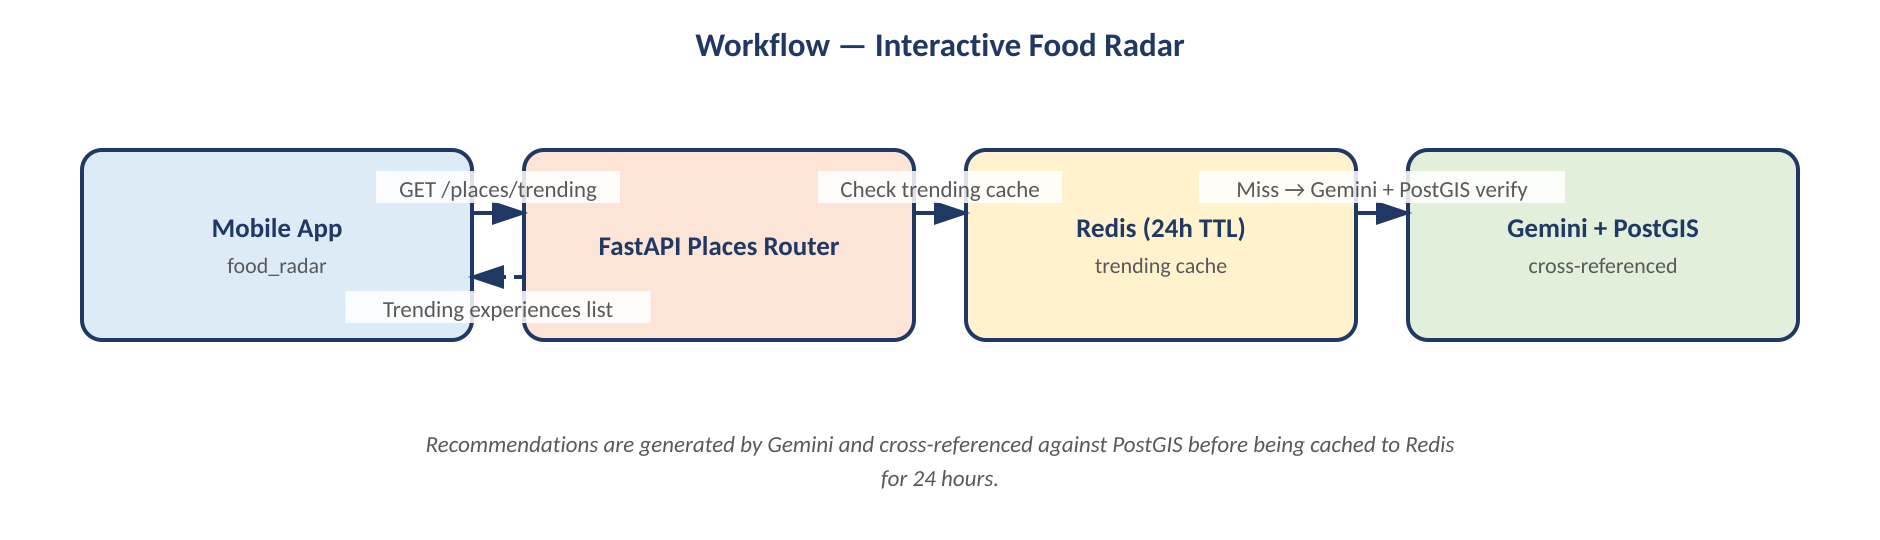 Workflow — Interactive Food Radar
GET /places/trending
Check trending cache
Miss → Gemini + PostGIS verify
Mobile App
food_radar
FastAPI Places Router
Redis (24h TTL)
trending cache
Gemini + PostGIS
cross-referenced
Trending experiences list
Recommendations are generated by Gemini and cross-referenced against PostGIS before being cached to Redis
for 24 hours.